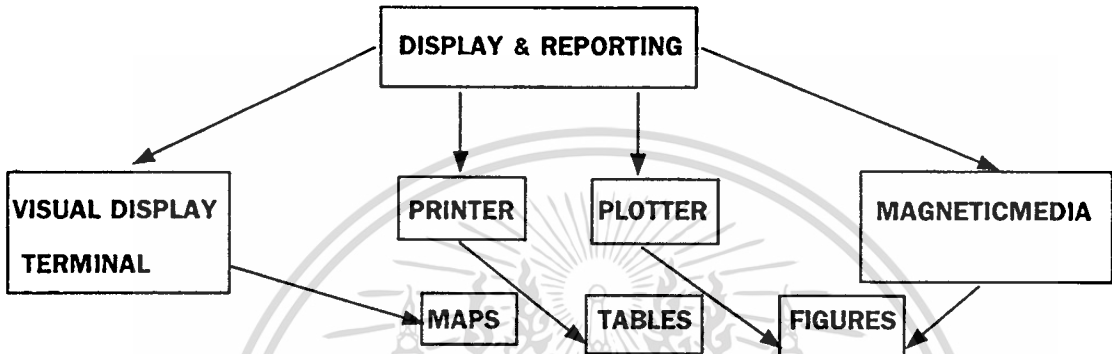 DISPLAY & REPORTING
VISUAL DISPLAY
TERMINAL
PRINTER
PLOTTER
MAGNETICMEDIA
MAPS
TABLES
FIGURES